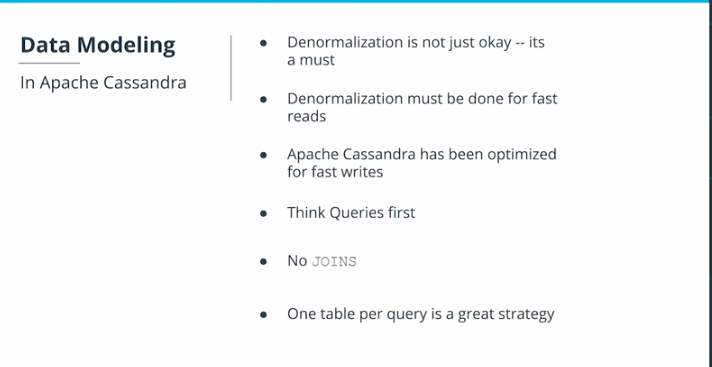 Data Modeling
In Apache Cassandra
● Denormalization is not just okay -- its
a must
● Denormalization must be done for fast
reads
● Apache Cassandra has been optimized
for fast writes
● Think Queries first
● No JOINS
● One table per query is a great strategy